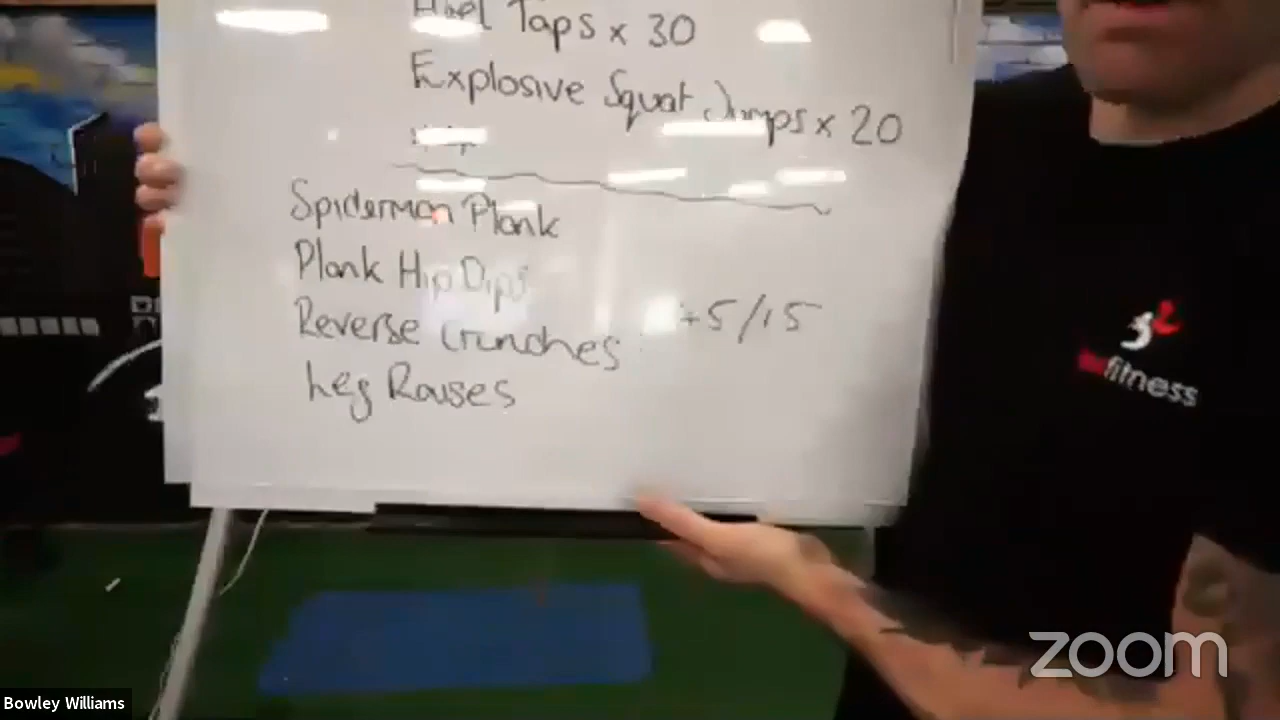 Taps x 30
Explosive Squat Jumps x 20
Spiderman Plank
Plank Hip Dips
Reverse Crunches
Leg Rauses
5/15
fitness
zoom
Bowley Williams